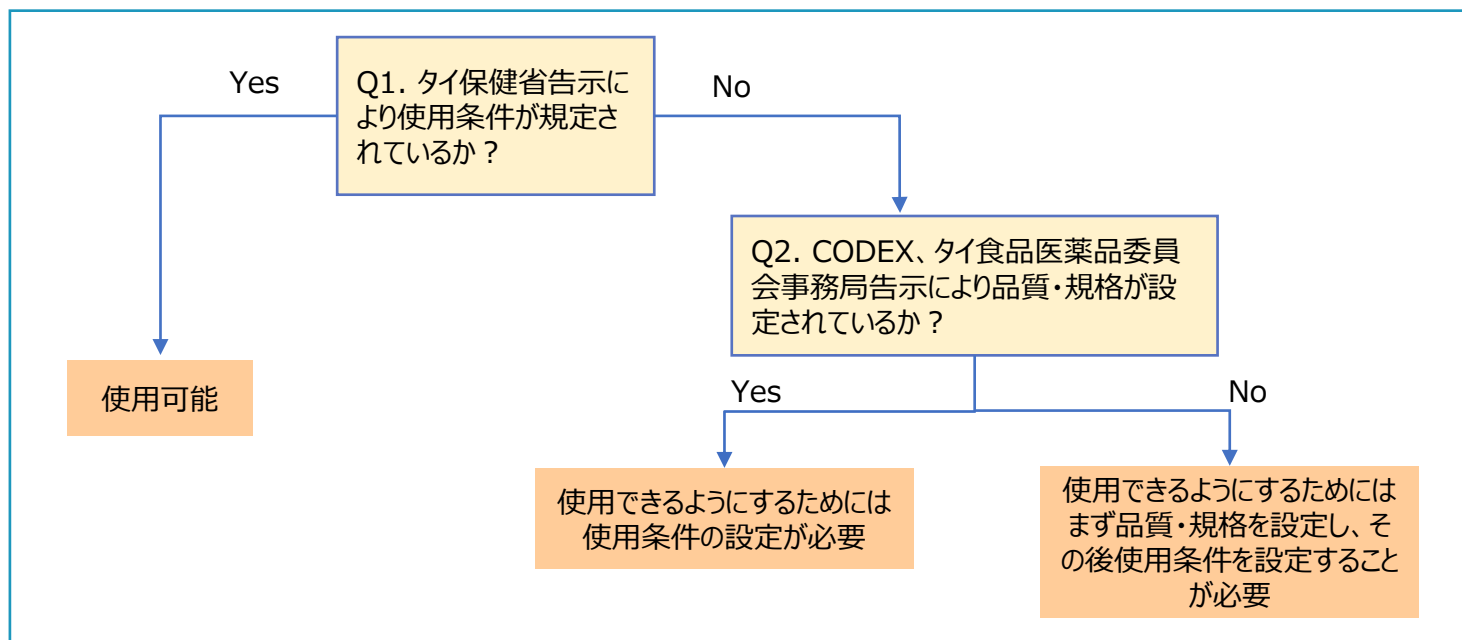 Yes
Q1. タイ保健省告示に
より使用条件が規定さ
れているか？
No
Q2. CODEX、タイ食品医薬品委員
会事務局告示により品質・規格が設
定されているか？
使用可能
Yes
No
使用できるようにするためには
使用条件の設定が必要
使用できるようにするためには
まず品質・規格を設定し、そ
の後使用条件を設定すること
が必要